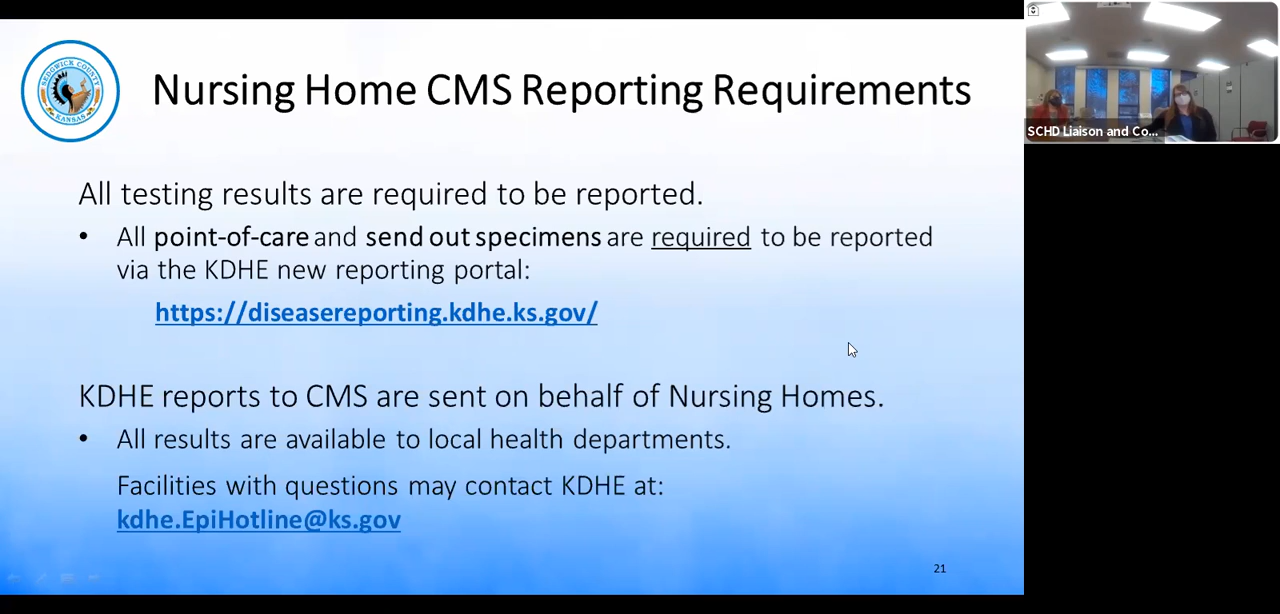 SEDGWICK COUNTY
KANSAS
Nursing Home CMS Reporting Requirements
SCHD Liaison and Co...
All testing results are required to be reported.
• All point-of-care and send out specimens are required to be reported
via the KDHE new reporting portal:
https://diseasereporting.kdhe.ks.gov/
KDHE reports to CMS are sent on behalf of Nursing Homes.
• All results are available to local health departments.
Facilities with questions may contact KDHE at:
kdhe.EpiHotline@ks.gov
21